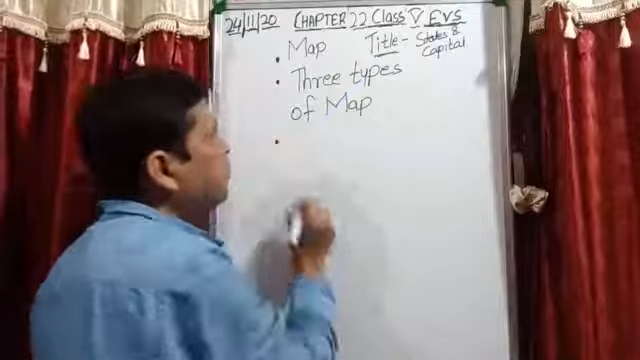 24/11/20 CHAPTER 22 Class V EVS
Title - States &
Capital
• Map
• Three types
of Map
•